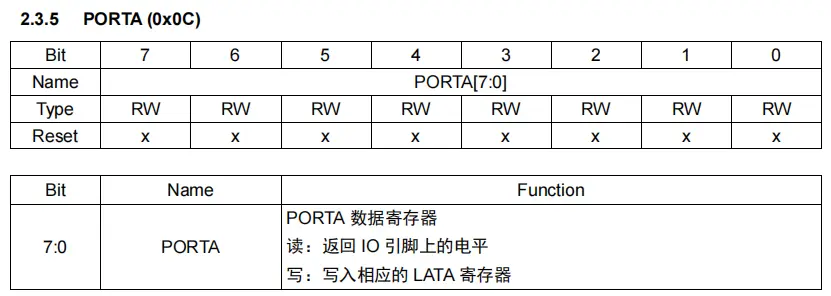 2.3.5 PORTA (0x0C)
Bit 7 6 5 4 3 2 1 0
Name PORTA[7:0]
Type RW RW RW RW RW RW RW RW
Reset x x x x x x x x
Bit Name Function
7:0 PORTA PORTA 数据寄存器
读：返回 IO 引脚上的电平
写：写入相应的 LATA 寄存器